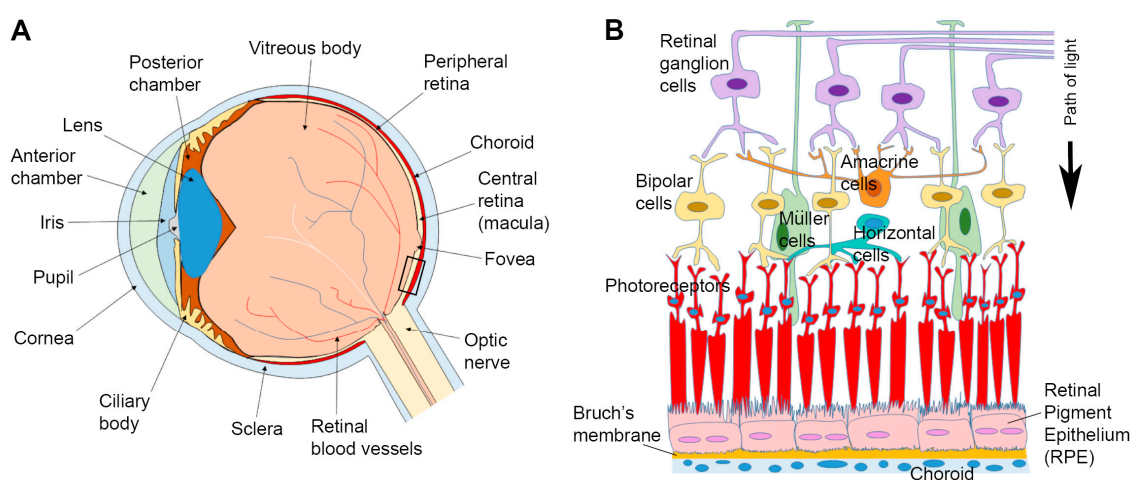 A
Vitreous body
Posterior
chamber
Peripheral
retina
Lens
Choroid
Anterior
chamber
Central
retina
(macula)
Iris
Fovea
Pupil
Cornea
Optic
nerve
Ciliary
body
Sclera
Retinal
blood vessels
B
Retinal
ganglion
cells
Path of light
Amacrine
cells
Bipolar
cells
Müller
cells
Horizontal
cells
Photoreceptors
Bruch's
membrane
Retinal
Pigment
Epithelium
(RPE)
Choroid